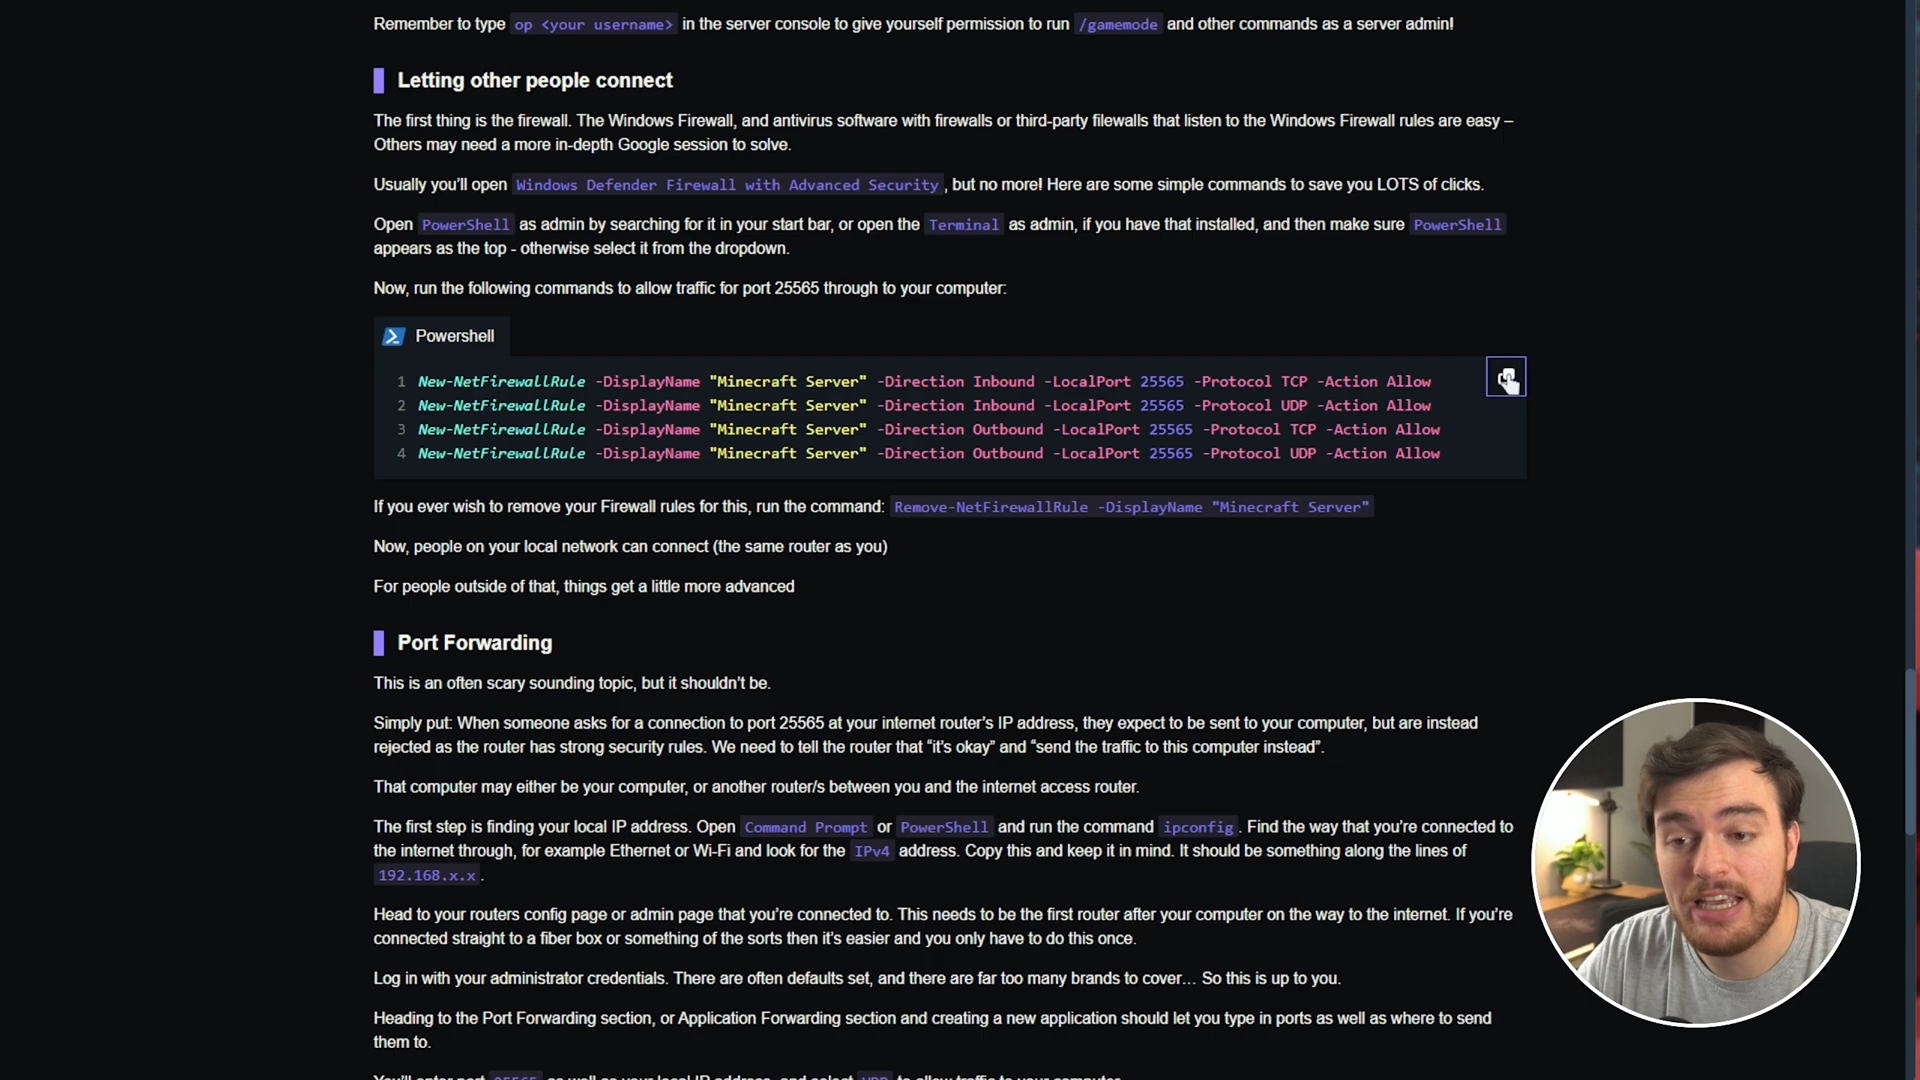 Remember to type op <your username> in the server console to give yourself permission to run /gamemode and other commands as a server admin!
Letting other people connect
The first thing is the firewall. The Windows Firewall, and antivirus software with firewalls or third-party filewalls that listen to the Windows Firewall rules are easy –
Others may need a more in-depth Google session to solve.
Usually you'll open Windows Defender Firewall with Advanced Security, but no more! Here are some simple commands to save you LOTS of clicks.
Open PowerShell as admin by searching for it in your start bar, or open the Terminal as admin, if you have that installed, and then make sure PowerShell
appears as the top - otherwise select it from the dropdown.
Now, run the following commands to allow traffic for port 25565 through to your computer:
Powershell
1 New-NetFirewallRule -DisplayName "Minecraft Server" -Direction Inbound -LocalPort 25565 -Protocol TCP -Action Allow
2 New-NetFirewallRule -DisplayName "Minecraft Server" -Direction Inbound -LocalPort 25565 -Protocol UDP -Action Allow
3 New-NetFirewallRule -DisplayName "Minecraft Server" -Direction Outbound -LocalPort 25565 -Protocol TCP -Action Allow
4 New-NetFirewallRule -DisplayName "Minecraft Server" -Direction Outbound -LocalPort 25565 -Protocol UDP -Action Allow
If you ever wish to remove your Firewall rules for this, run the command: Remove-NetFirewallRule -DisplayName "Minecraft Server"
Now, people on your local network can connect (the same router as you)
For people outside of that, things get a little more advanced
Port Forwarding
This is an often scary sounding topic, but it shouldn't be.
Simply put: When someone asks for a connection to port 25565 at your internet router's IP address, they expect to be sent to your computer, but are instead
rejected as the router has strong security rules. We need to tell the router that “it's okay” and “send the traffic to this computer instead”.
That computer may either be your computer, or another router/s between you and the internet access router.
The first step is finding your local IP address. Open Command Prompt or PowerShell and run the command ipconfig. Find the way that you're connected to
the internet through, for example Ethernet or Wi-Fi and look for the IPv4 address. Copy this and keep it in mind. It should be something along the lines of
192.168.x.x.
Head to your routers config page or admin page that you're connected to. This needs to be the first router after your computer on the way to the internet. If you're
connected straight to a fiber box or something of the sorts then it's easier and you only have to do this once.
Log in with your administrator credentials. There are often defaults set, and there are far too many brands to cover… So this is up to you.
Heading to the Port Forwarding section, or Application Forwarding section and creating a new application should let you type in ports as well as where to send
them to.
You'll enter port 25565 as well as your local IP address, and select UDP to allow traffic to your computer.